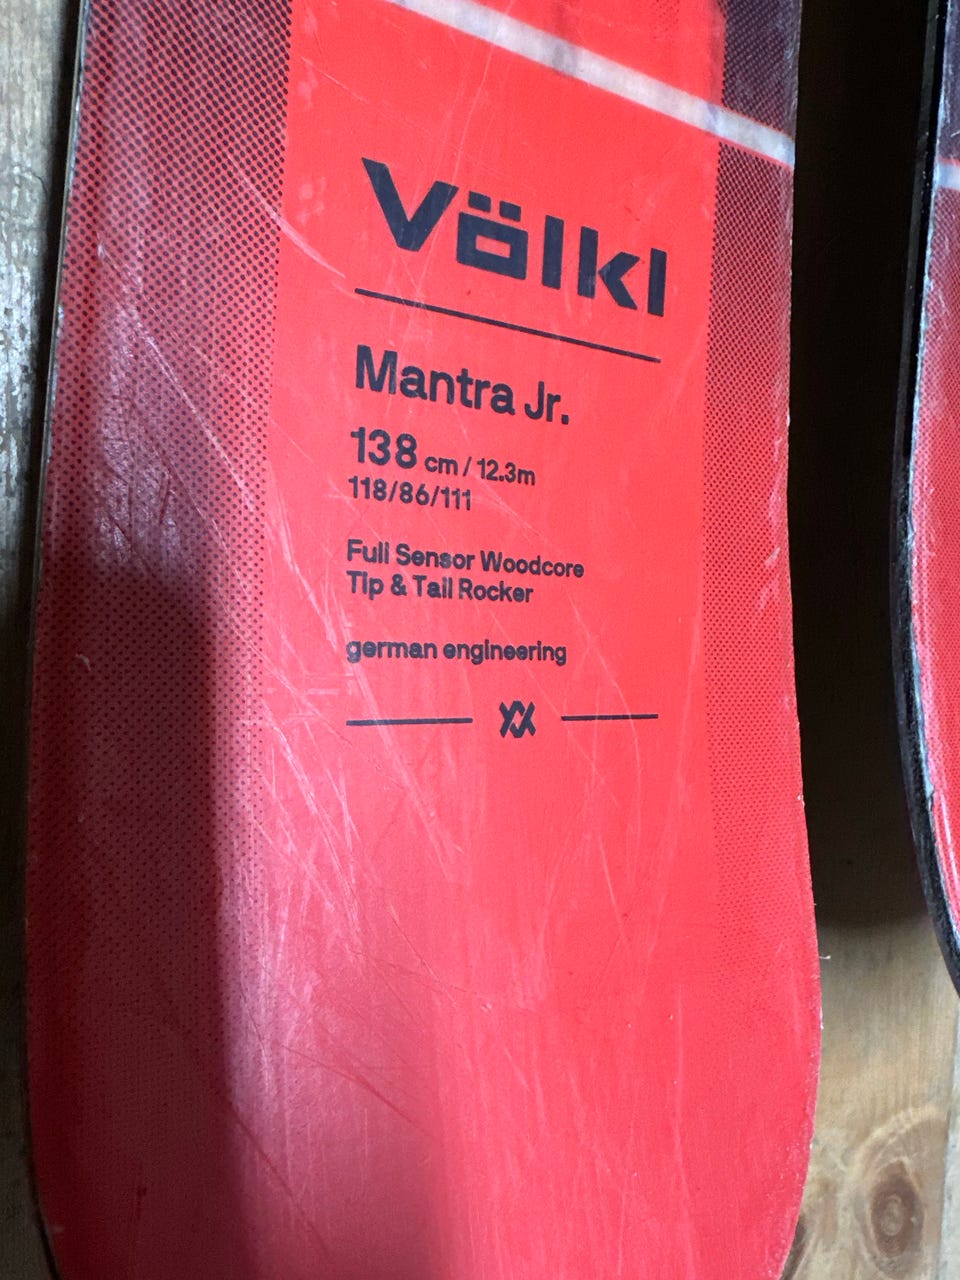 Völkl
Mantra Jr.
138 cm / 12.3m
118/86/111
Full Sensor Woodcore
Tip & Tail Rocker
german engineering